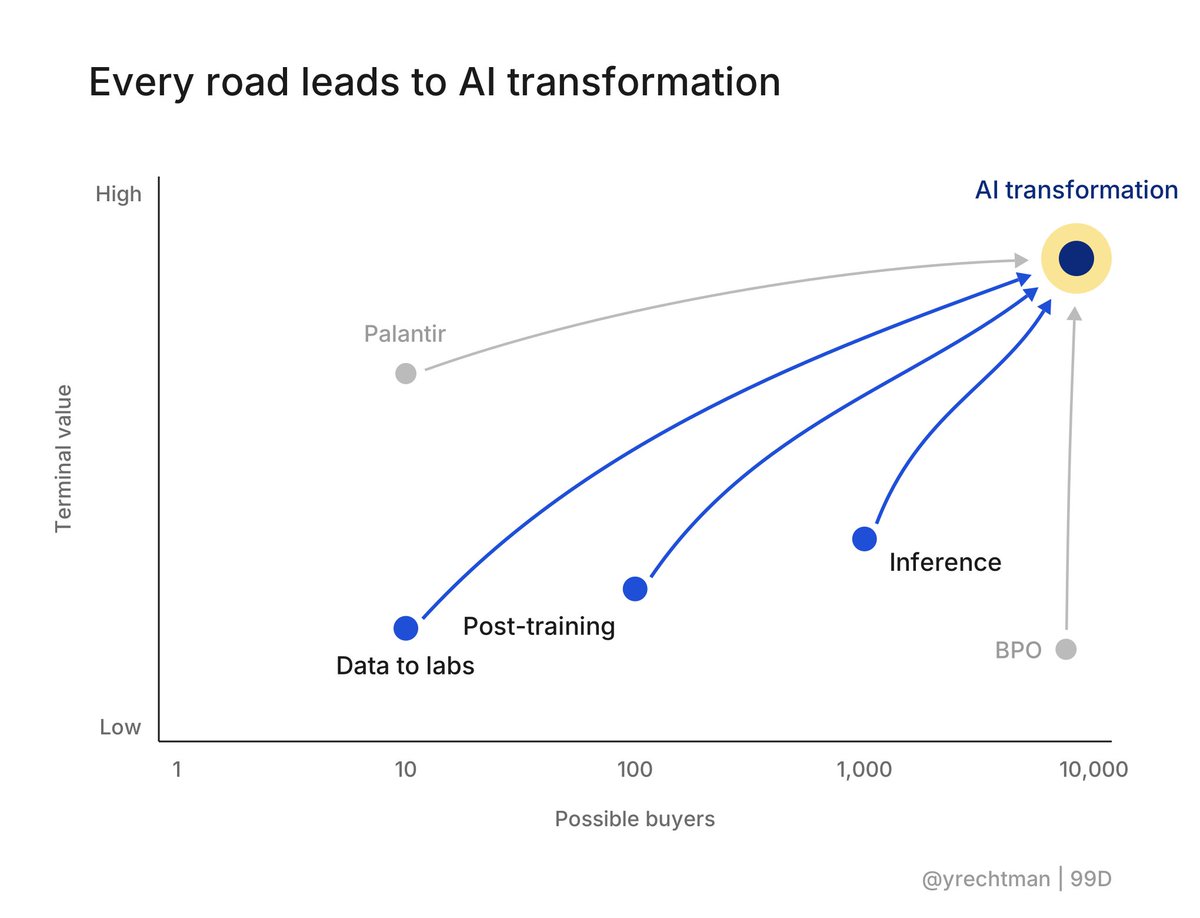 Every road leads to AI transformation
High
AI transformation
Palantir
Terminal value
Inference
Post-training
BPO
Data to labs
Low
1
10
100
1,000
10,000
Possible buyers
@yrechtman | 99D